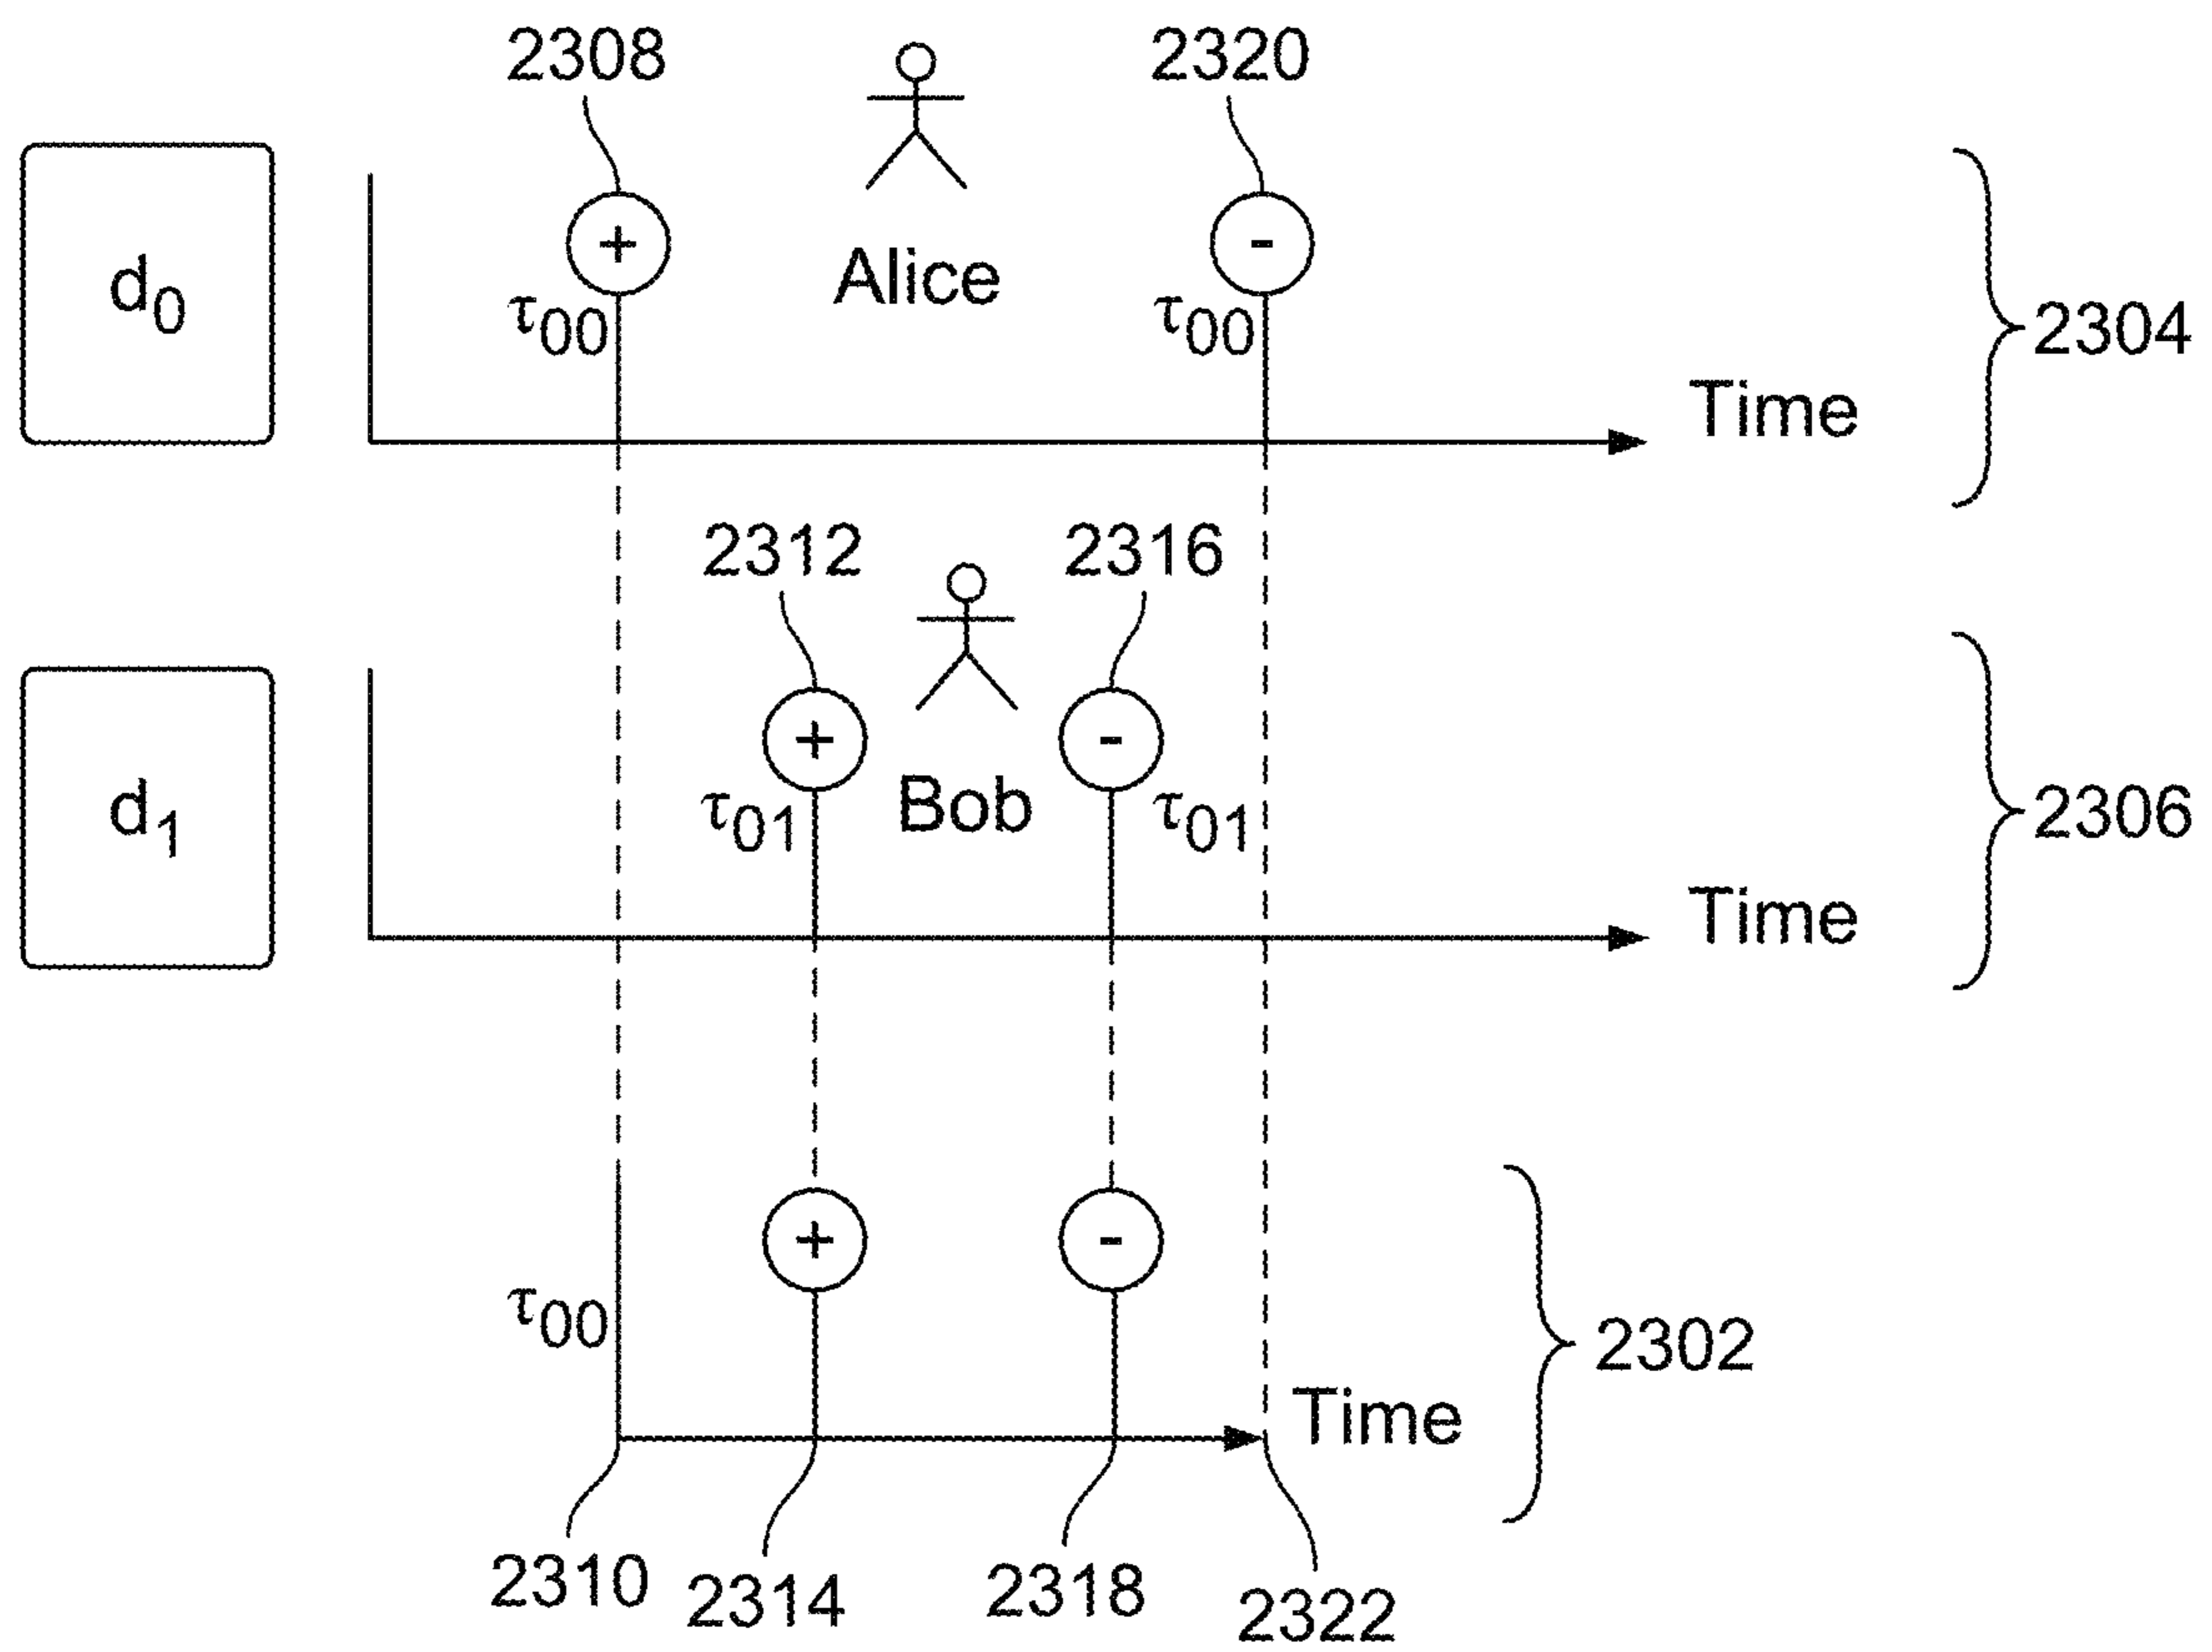 2308
2320
+
-
d0
Alice
τ00
τ00
2304
Time
2312
2316
+
-
d1
Bob
τ01
τ01
2306
Time
+
-
τ00
2302
Time
2310
2314
2318
2322